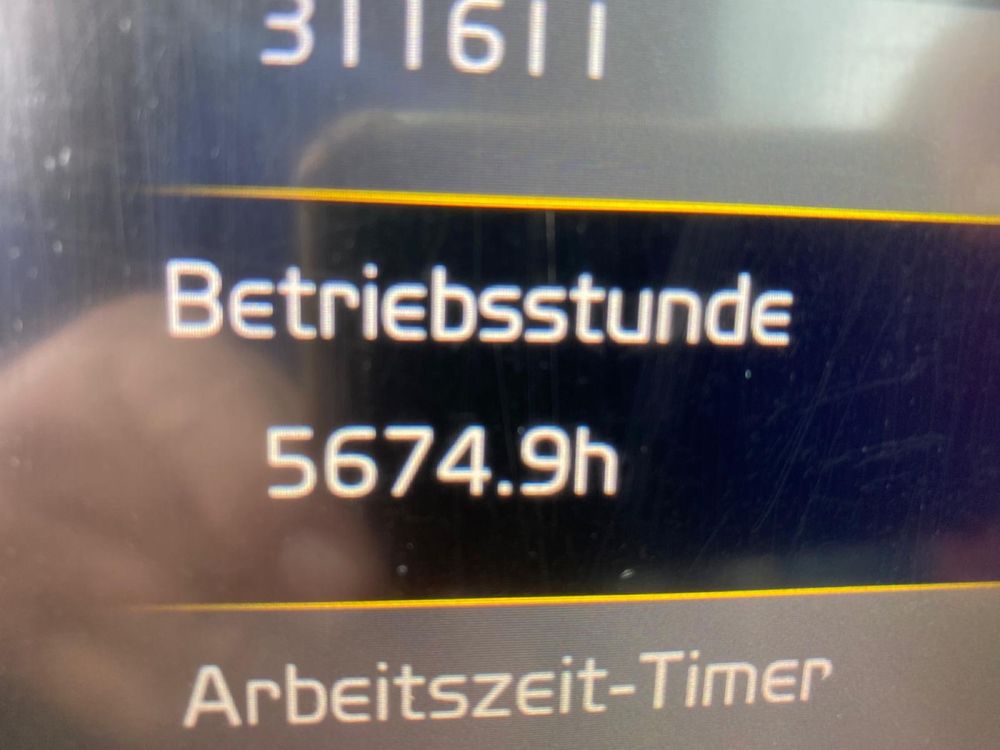 311611
Betriebsstunde
5674.9h
Arbeitszeit-Timer